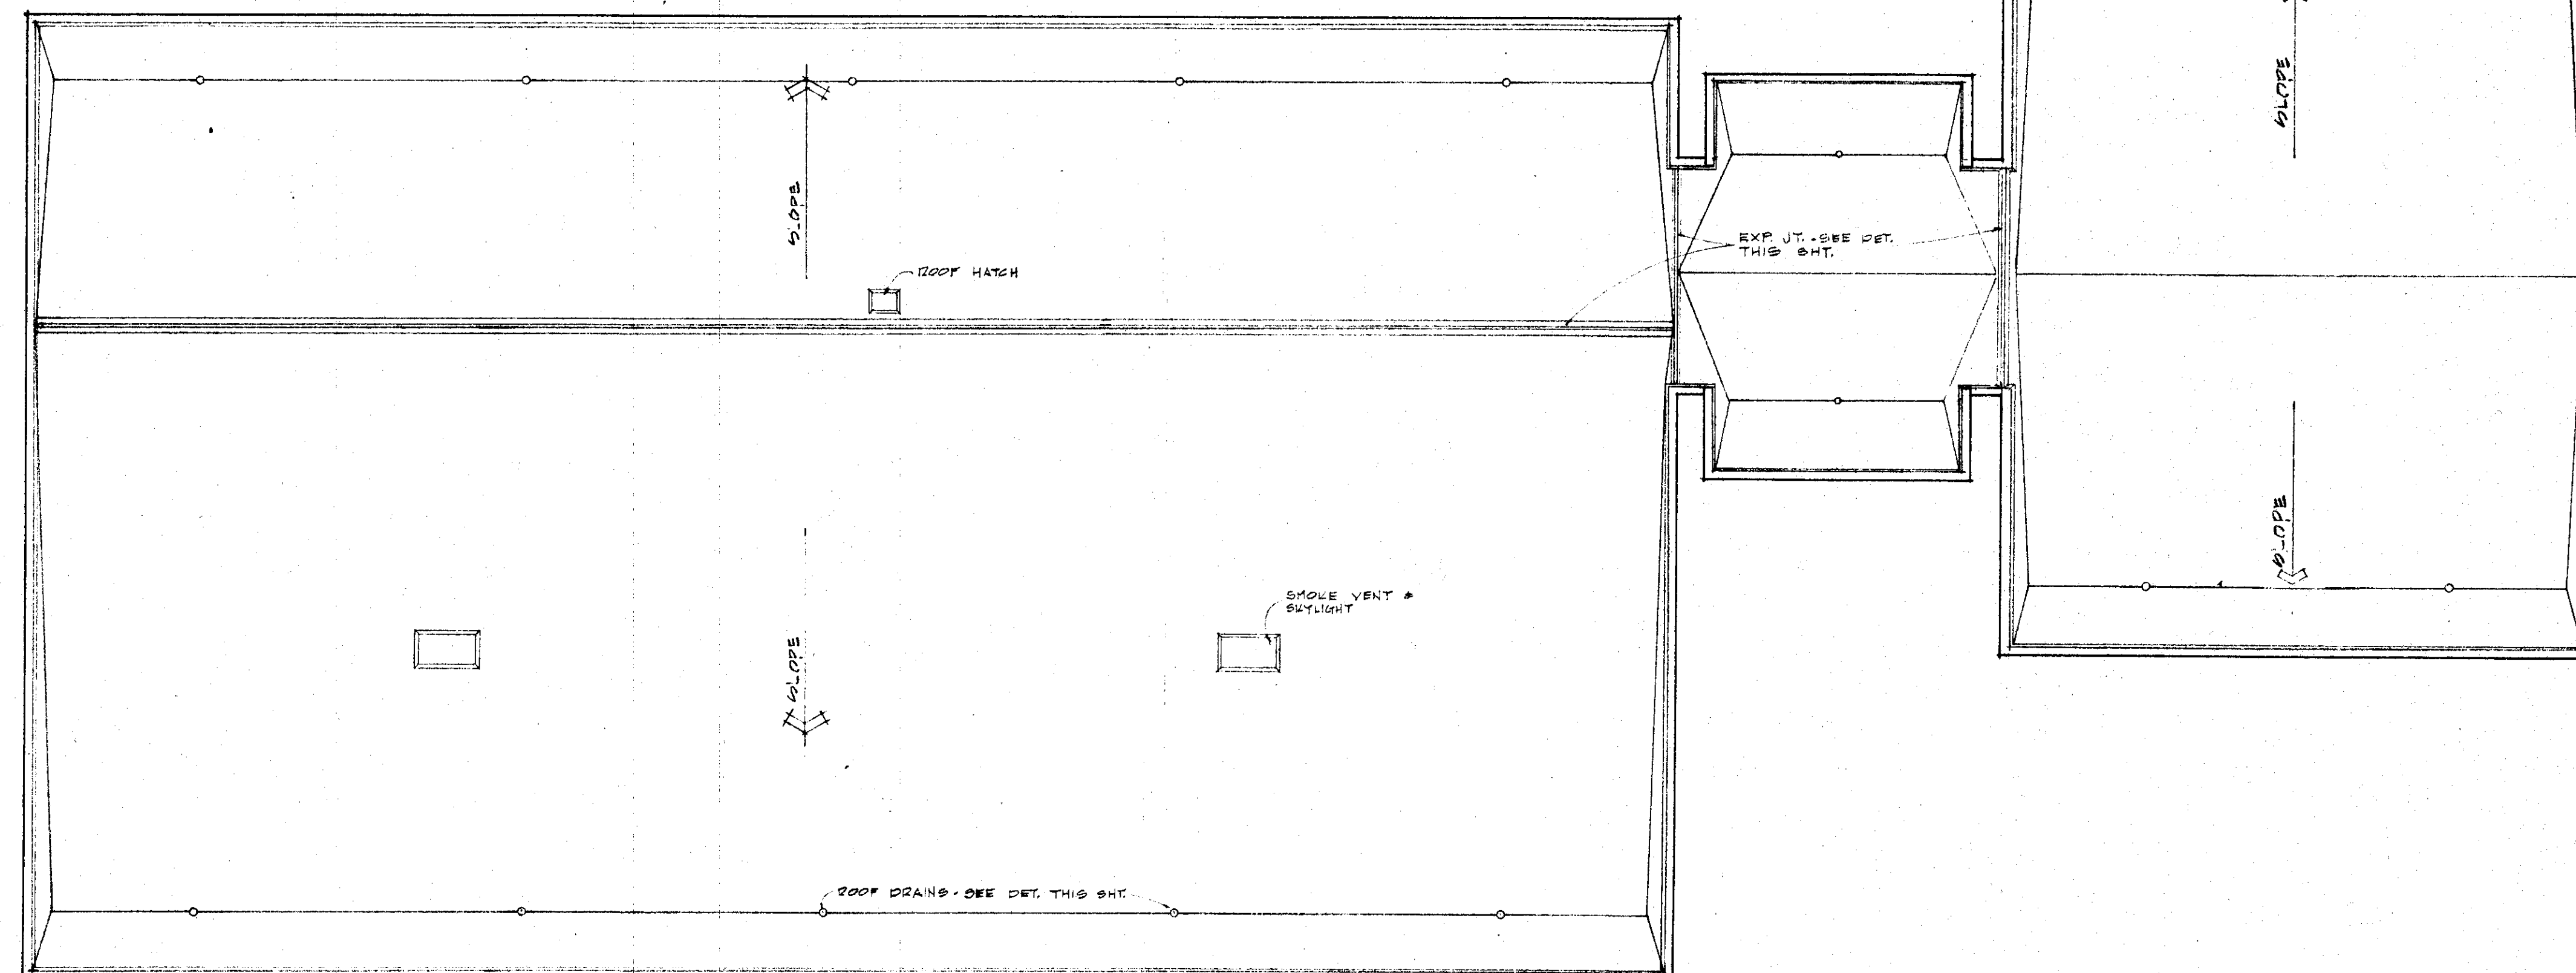 SLOPE
SLOPE
EXP. JT. - SEE DET.
THIS SHT.
ROOF HATCH
SLOPE
SMOKE VENT &
SKYLIGHT
SLOPE
ROOF DRAINS - SEE DET. THIS SHT.